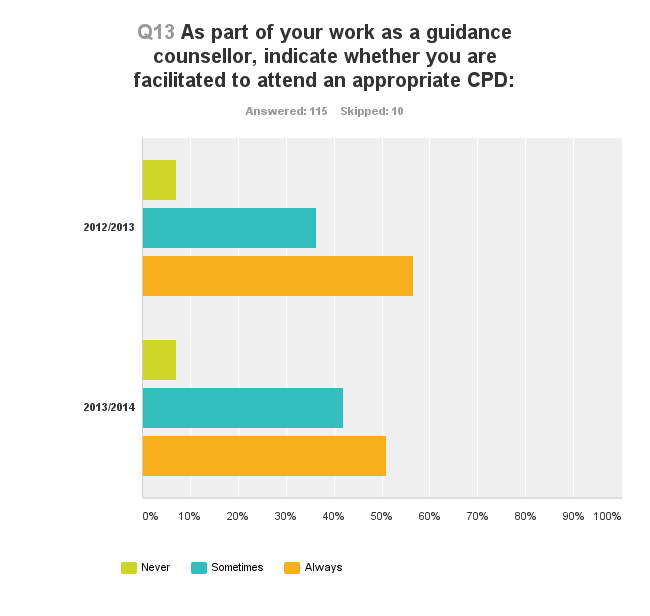 Q13 As part of your work as a guidance
counsellor, indicate whether you are
facilitated to attend an appropriate CPD:
Answered: 115 Skipped: 10
2012/2013
2013/2014
0% 10% 20% 30% 40% 50% 60% 70% 80% 90% 100%
Never Sometimes Always